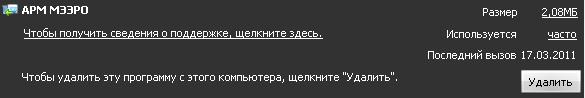 АРМ МЭЭРО
Размер 2,08МБ
Чтобы получить сведения о поддержке, щелкните здесь.
Используется часто
Последний вызов 17.03.2011
Чтобы удалить эту программу с этого компьютера, щелкните "Удалить".
Удалить